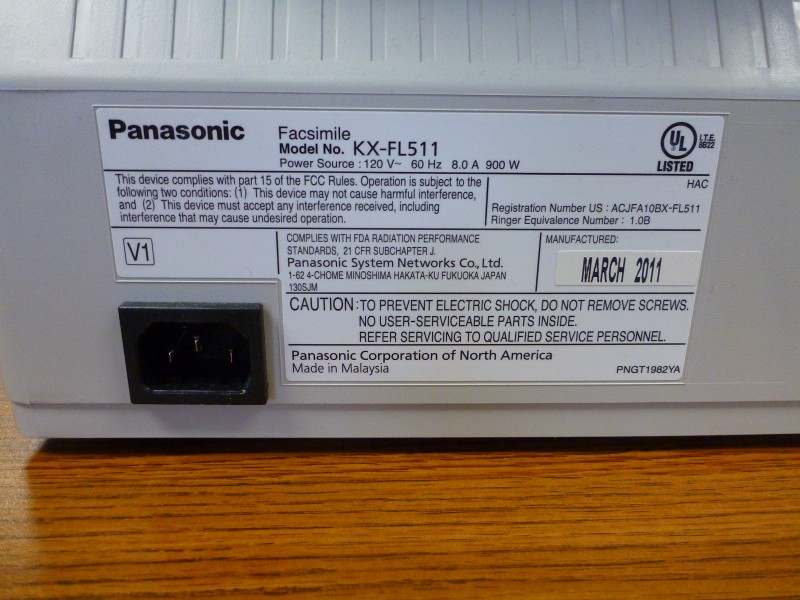 Panasonic
Facsimile
Model No. KX-FL511
Power Source : 120 V~ 60 Hz 8.0 A 900 W
UL
LISTED
I.T.E.
8B22
HAC
This device complies with part 15 of the FCC Rules. Operation is subject to the
following two conditions: (1) This device may not cause harmful interference,
and (2) This device must accept any interference received, including
interference that may cause undesired operation.
Registration Number US : ACJFA10BX-FL511
Ringer Equivalence Number : 1.0B
V1
COMPLIES WITH FDA RADIATION PERFORMANCE
STANDARDS, 21 CFR SUBCHAPTER J.
Panasonic System Networks Co., Ltd.
1-62 4-CHOME MINOSHIMA HAKATA-KU FUKUOKA JAPAN
130SJM
MANUFACTURED:
MARCH 2011
CAUTION : TO PREVENT ELECTRIC SHOCK, DO NOT REMOVE SCREWS.
NO USER-SERVICEABLE PARTS INSIDE.
REFER SERVICING TO QUALIFIED SERVICE PERSONNEL.
Panasonic Corporation of North America
Made in Malaysia
PNGT1982YA